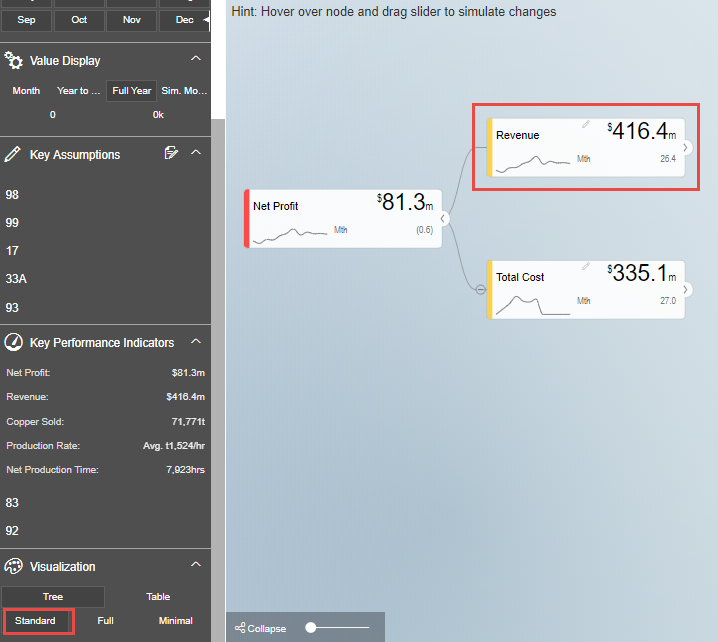 Sep Oct Nov Dec
Value Display
Month Year to ... Full Year Sim. Mo...
0 0k
Key Assumptions
98
99
17
33A
93
Key Performance Indicators
Net Profit: $81.3m
Revenue: $416.4m
Copper Sold: 71,771t
Production Rate: Avg. t1,524/hr
Net Production Time: 7,923hrs
83
92
Visualization
Tree Table
Standard Full Minimal
Hint: Hover over node and drag slider to simulate changes
Revenue $416.4m
Mth 26.4
Net Profit $81.3m
Mth (0.6)
Total Cost $335.1m
Mth 27.0
Collapse